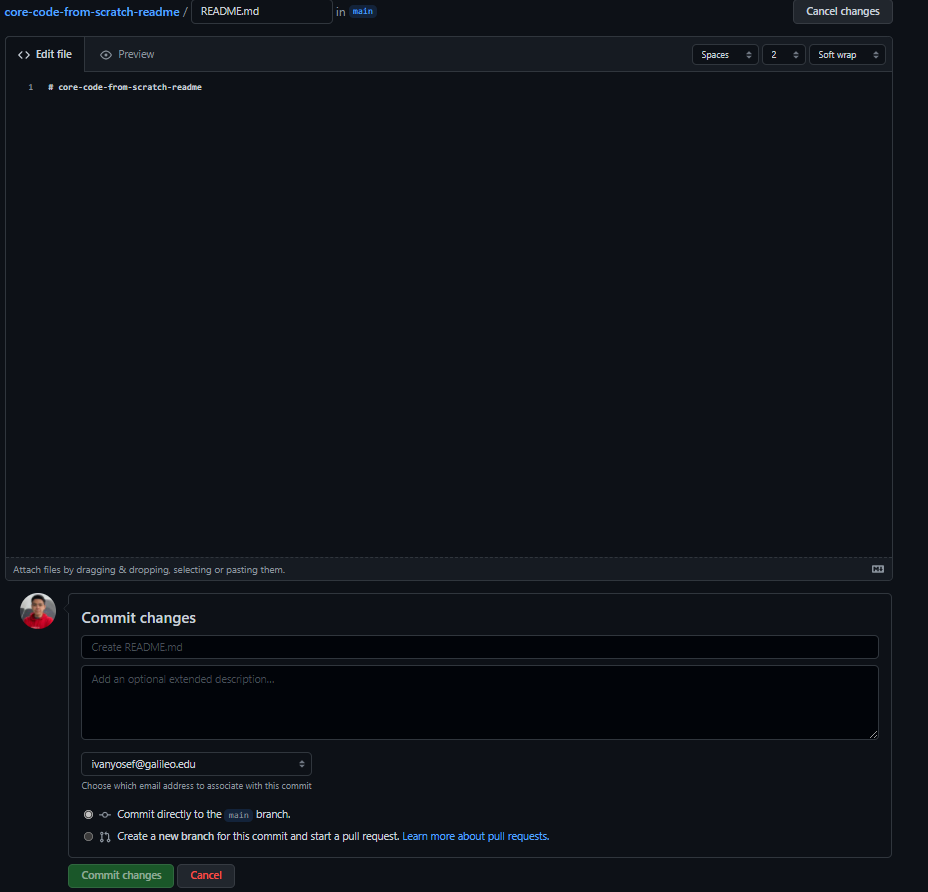 core-code-from-scratch-readme / README.md in main Cancel changes
Edit file Preview Spaces 2 Soft wrap
1 # core-code-from-scratch-readme
Attach files by dragging & dropping, selecting or pasting them.
Commit changes
Create README.md
Add an optional extended description...
ivanyosef@galileo.edu
Choose which email address to associate with this commit
Commit directly to the main branch.
Create a new branch for this commit and start a pull request. Learn more about pull requests.
Commit changes Cancel